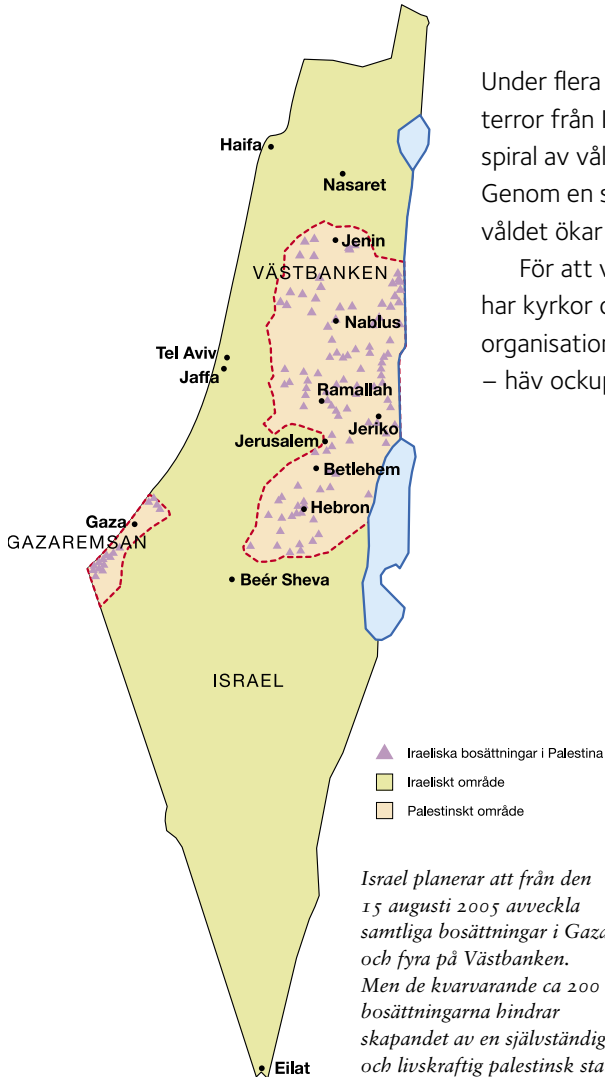 Under flera
terror från
spiral av
Genom en
våldet ökar
För att
har kyrkor
organisation
– häv
Haifa
Nasaret
Jenin
VÄSTBANKEN
Nablus
Tel Aviv
Jaffa
Ramallah
Jeriko
Jerusalem
Betlehem
Hebron
Gaza
GAZAREMSAN
Beér Sheva
ISRAEL
Iraeliska bosättningar i Palestina
Iraeliskt område
Palestinskt område
Israel planerar att från den
15 augusti 2005 avveckla
samtliga bosättningar i Gaza
och fyra på Västbanken.
Men de kvarvarande ca 200
bosättningarna hindrar
skapandet av en självständig
och livskraftig palestinsk
Eilat